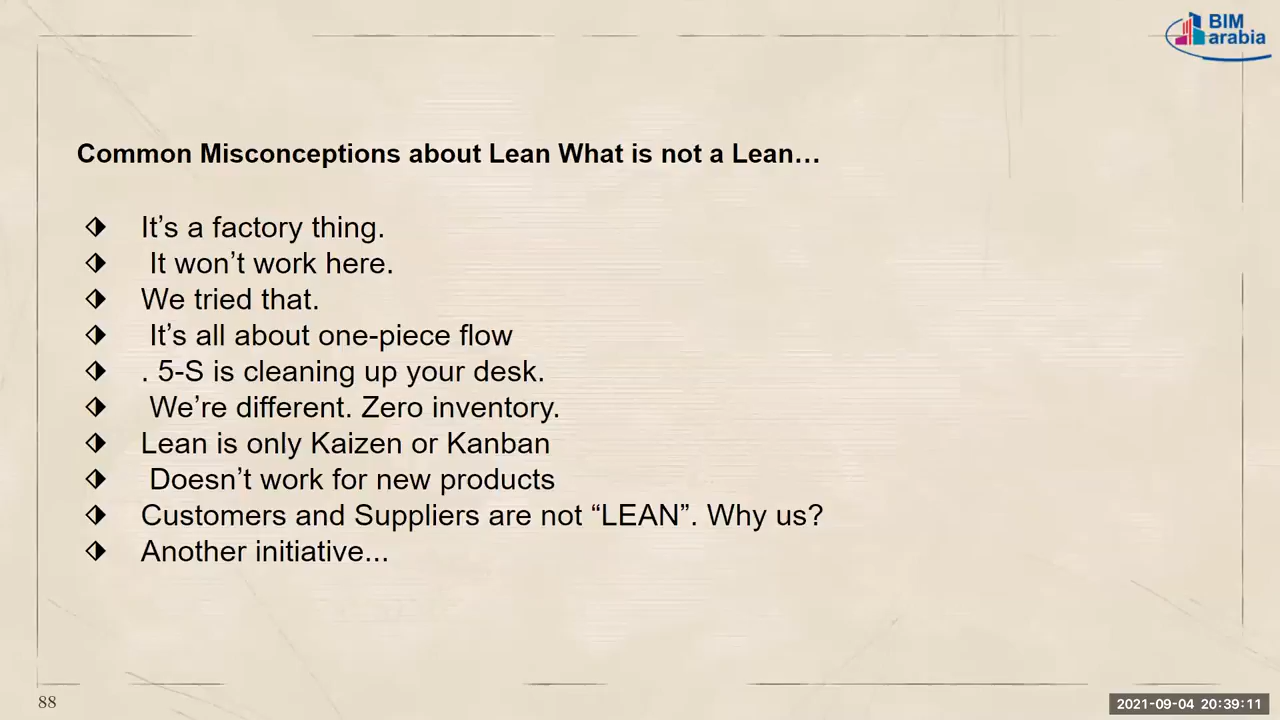 BIM
arabia
Common Misconceptions about Lean What is not a Lean…
It’s a factory thing.
It won’t work here.
We tried that.
It’s all about one-piece flow
. 5-S is cleaning up your desk.
We’re different. Zero inventory.
Lean is only Kaizen or Kanban
Doesn’t work for new products
Customers and Suppliers are not “LEAN”. Why us?
Another initiative...
88
2021-09-04 20:39:11